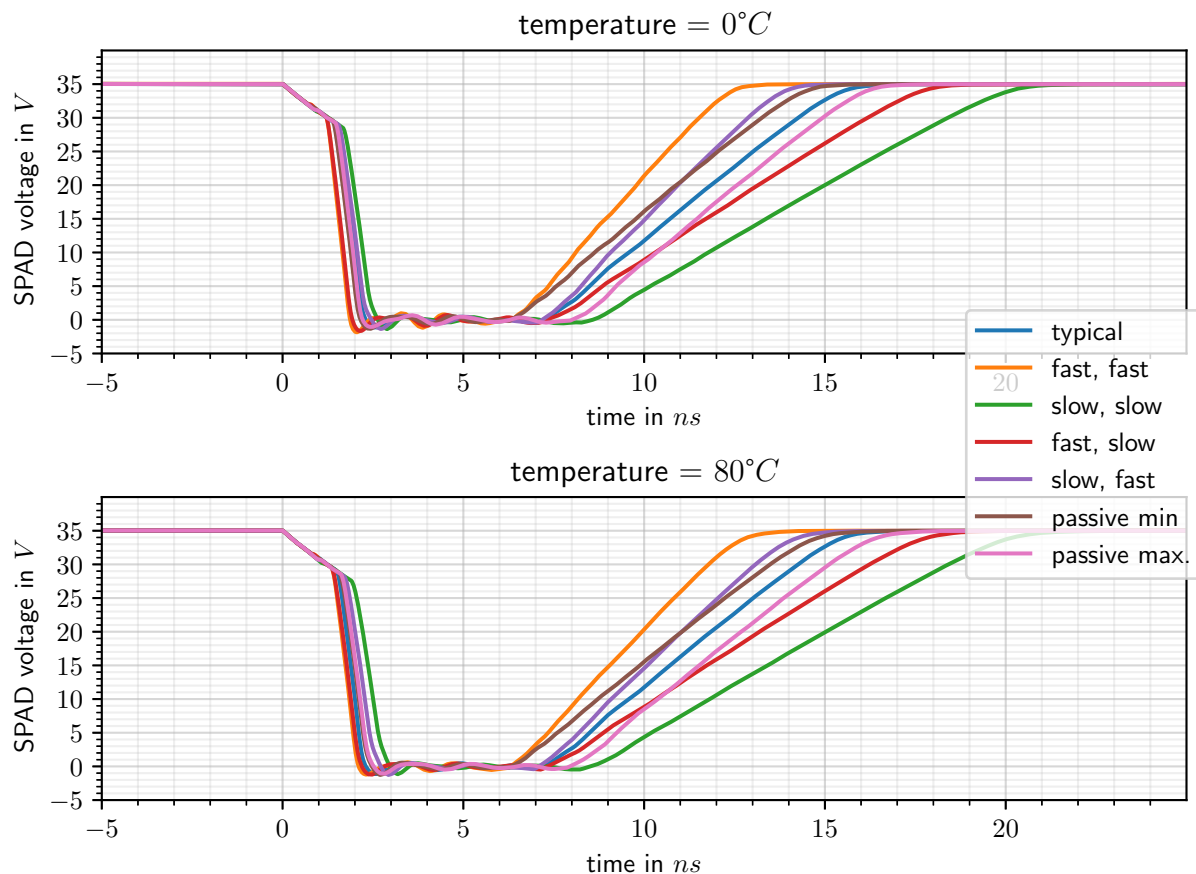 temperature = 0°C
SPAD voltage in V
35
30
25
20
15
10
5
0
−5
−5
0
5
10
15
20
time in ns
typical
fast, fast
slow, slow
fast, slow
slow, fast
passive min
passive max.
temperature = 80°C
SPAD voltage in V
35
30
25
20
15
10
5
0
−5
−5
0
5
10
15
20
time in ns